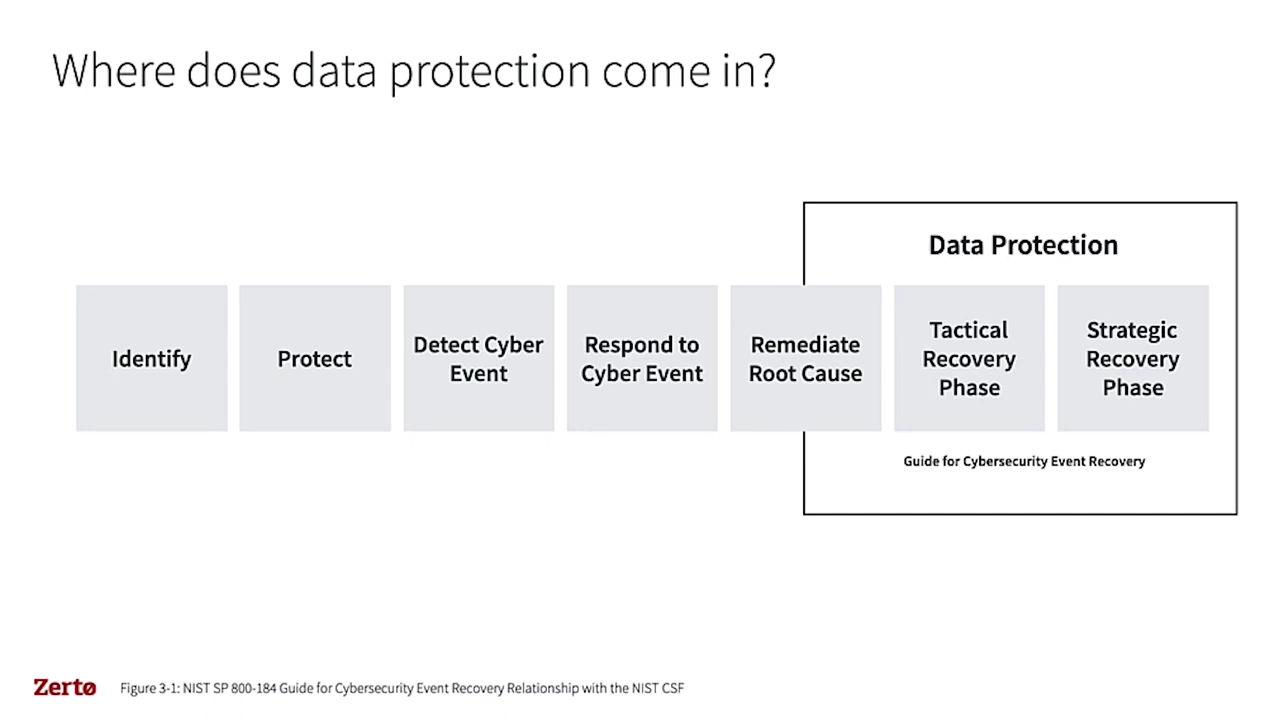 Where does data protection come in?
Data Protection
Identify
Protect
Detect Cyber
Event
Respond to
Cyber Event
Remediate
Root Cause
Tactical
Recovery
Phase
Strategic
Recovery
Phase
Guide for Cybersecurity Event Recovery
Zertø
Figure 3-1: NIST SP 800-184 Guide for Cybersecurity Event Recovery Relationship with the NIST CSF